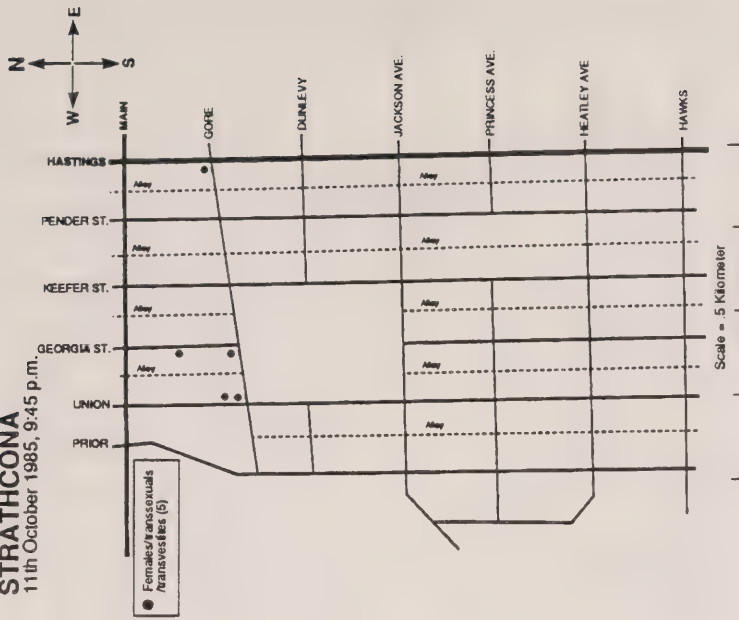 STRATHCONA
11th October 1985, 9:45 p.m.
N
W
E
S
Females/transsexuals
/transvestites (5)
MAIN
GORE
DUNLEVY
JACKSON AVE.
PRINCESS AVE.
HEATLEY AVE
HAWKS
HASTINGS
Alley
Alley
PENDER ST.
Alley
Alley
KEEFER ST.
Alley
Alley
GEORGIA ST.
Alley
Alley
UNION
Alley
PRIOR
Scale = .5 Kilometer